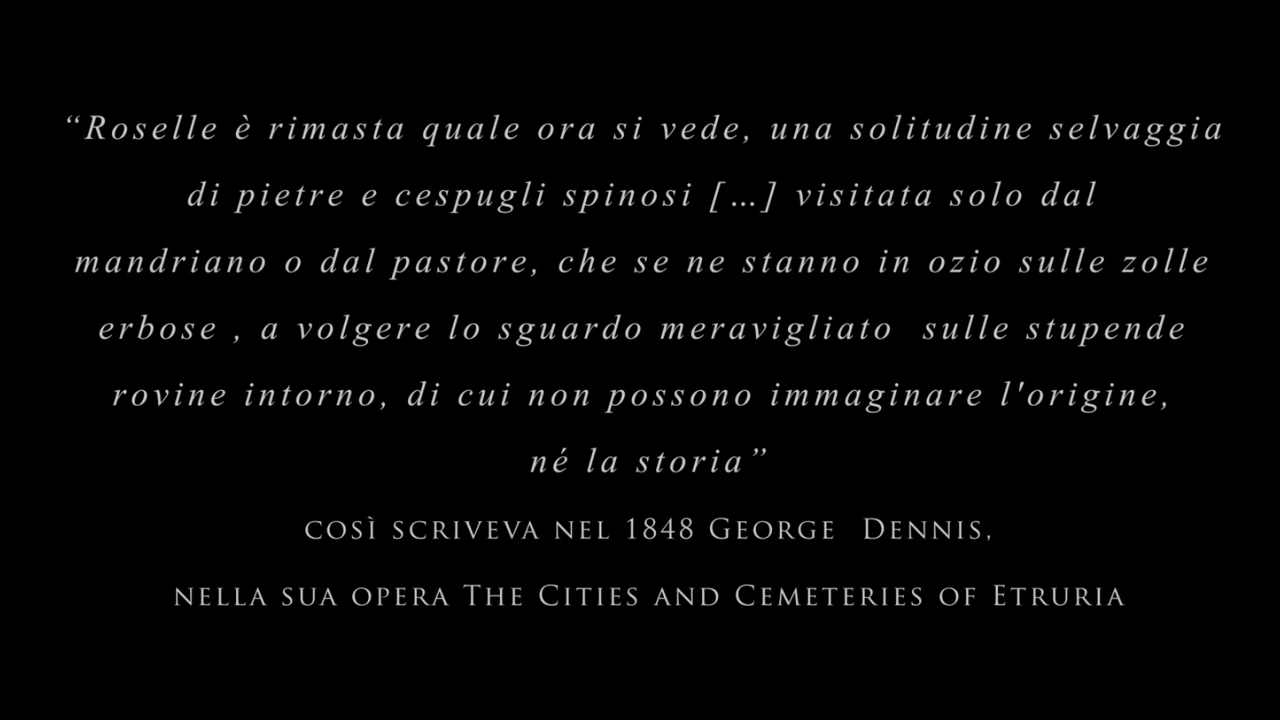 “Roselle è rimasta quale ora si vede, una solitudine selvaggia
di pietre e cespugli spinosi [...] visitata solo dal
mandriano o dal pastore, che se ne stanno in ozio sulle zolle
erbose , a volgere lo sguardo meravigliato  sulle stupende
rovine intorno, di cui non possono immaginare l'origine,
né la storia”
così scriveva nel 1848 George  Dennis,
nella sua opera The Cities and Cemeteries of Etruria